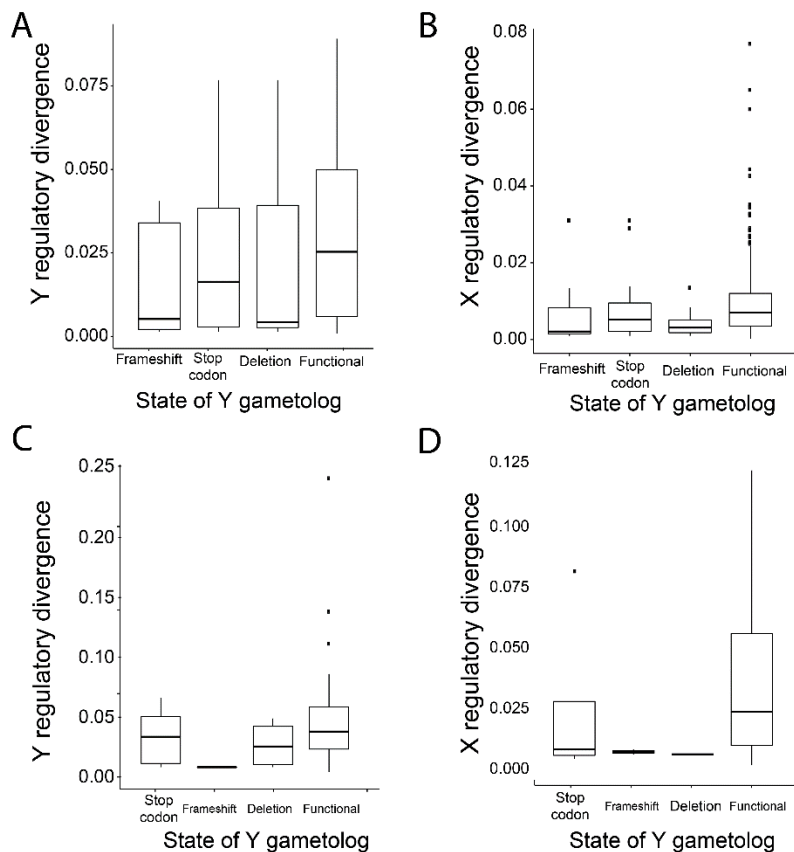 A
Y regulatory divergence
0.075
0.050
0.025
0.000
Frameshift Stop codon Deletion Functional
State of Y gametolog
B
X regulatory divergence
0.08
0.06
0.04
0.02
0.00
Frameshift Stop codon Deletion Functional
State of Y gametolog
C
Y regulatory divergence
0.25
0.20
0.15
0.10
0.05
0.00
Stop codon Frameshift Deletion Functional
State of Y gametolog
D
X regulatory divergence
0.125
0.100
0.075
0.050
0.025
0.000
Stop codon Frameshift Deletion Functional
State of Y gametolog